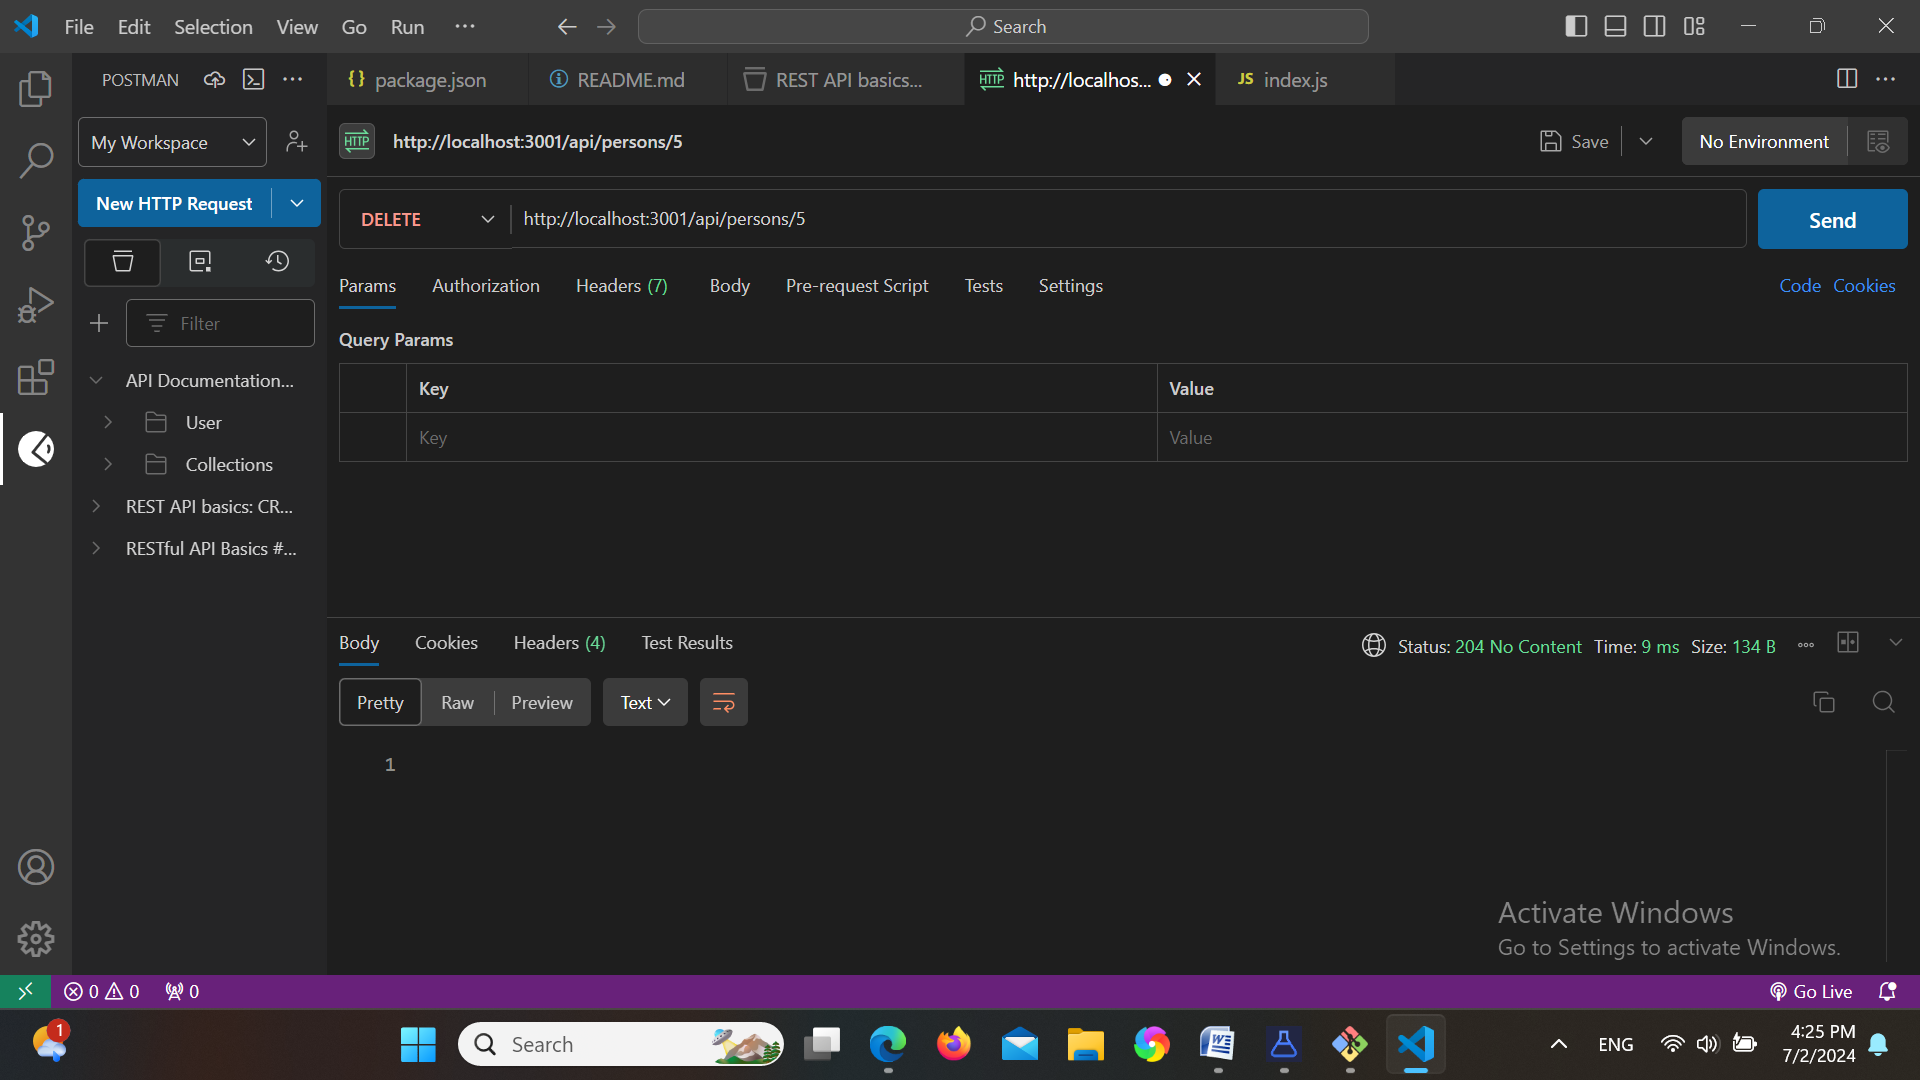 File Edit Selection View Go Run ··· Search
POSTMAN
{} package.json README.md REST API basics... HTTP http://localhos... JS index.js
My Workspace
HTTP http://localhost:3001/api/persons/5 Save No Environment
New HTTP Request
DELETE http://localhost:3001/api/persons/5 Send
Params Authorization Headers (7) Body Pre-request Script Tests Settings Code Cookies
Filter
Query Params
Key Value
Key Value
API Documentation...
User
Collections
REST API basics: CR...
RESTful API Basics #...
Body Cookies Headers (4) Test Results Status: 204 No Content Time: 9 ms Size: 134 B
Pretty Raw Preview Text
1
Activate Windows
Go to Settings to activate Windows.
0 0 0 Go Live
1 Search ENG 4:25 PM
7/2/2024